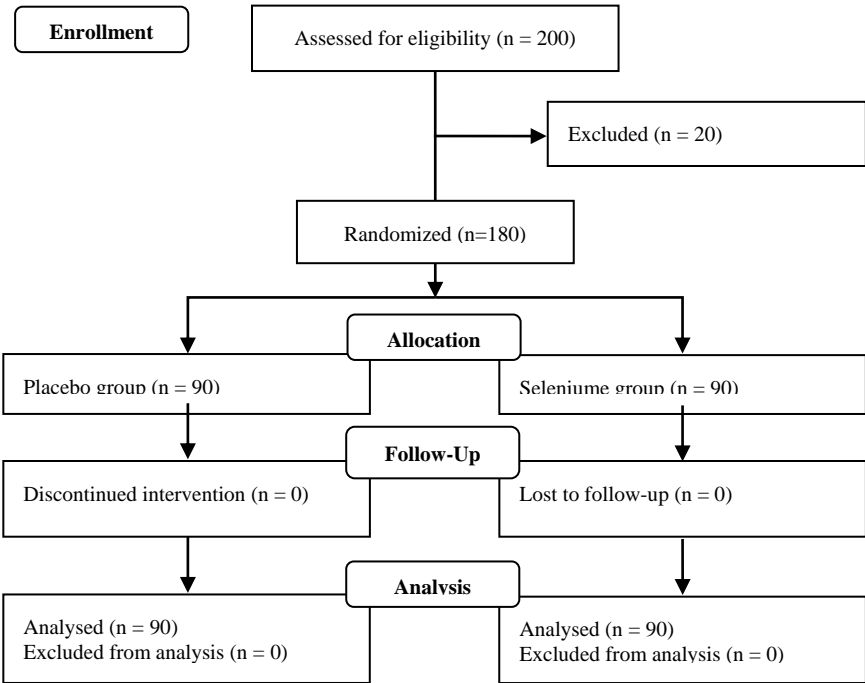 Enrollment
Assessed for eligibility (n = 200)
Excluded (n = 20)
Randomized (n=180)
Allocation
Placebo group (n = 90)
Seleniume group (n = 90)
Follow-Up
Discontinued intervention (n = 0)
Lost to follow-up (n = 0)
Analysis
Analysed (n = 90)
Excluded from analysis (n = 0)
Analysed (n = 90)
Excluded from analysis (n = 0)